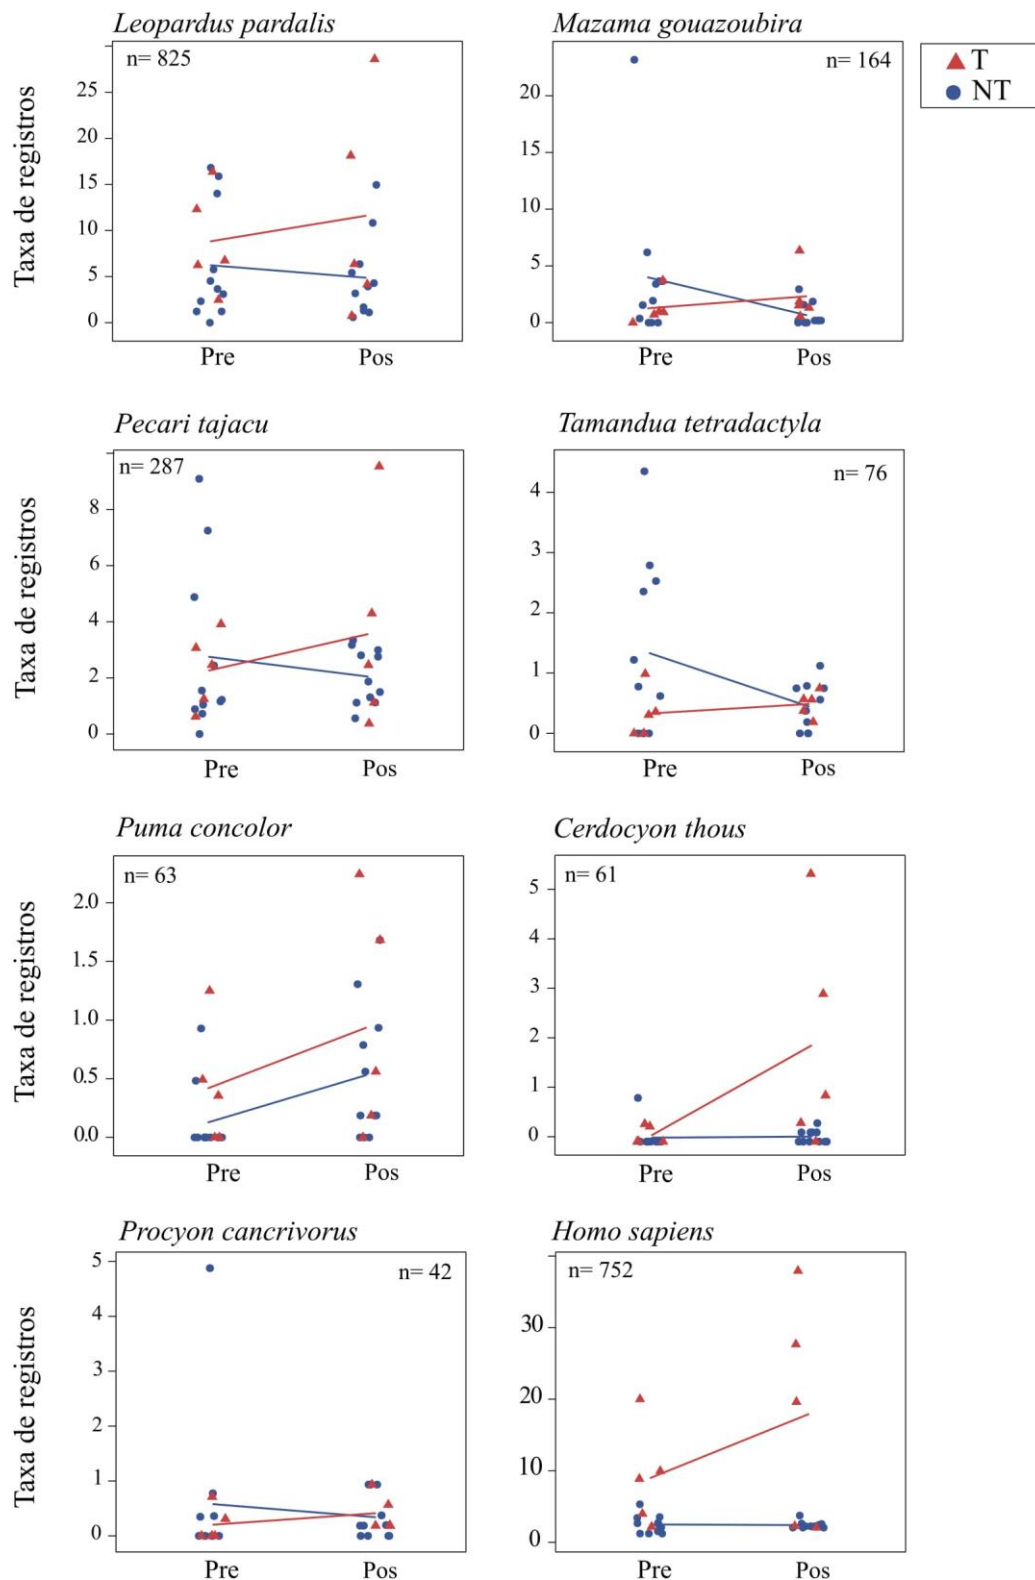 Leopardus pardalis
Mazama gouazoubira
n= 825
n= 164
T
NT
Taxa de registros
25
20
15
10
5
0
20
15
10
5
0
Pre
Pos
Pre
Pos
Pecari tajacu
Tamandua tetradactyla
n= 287
n= 76
Taxa de registros
8
6
4
2
0
4
3
2
1
0
Pre
Pos
Pre
Pos
Puma concolor
Cerdocyon thous
n= 63
n= 61
Taxa de registros
2.0
1.5
1.0
0.5
0.0
5
4
3
2
1
0
Pre
Pos
Pre
Pos
Procyon cancrivorus
Homo sapiens
n= 42
n= 752
Taxa de registros
5
4
3
2
1
0
30
20
10
0
Pre
Pos
Pre
Pos